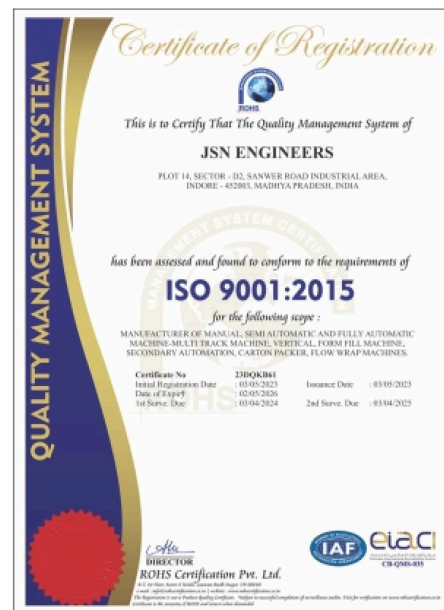 Certificate of Registration
QUALITY MANAGEMENT SYSTEM
ROHS
This is to Certify That The Quality Management System of
JSN ENGINEERS
PLOT 14, SECTOR - D2, SANWER ROAD INDUSTRIAL AREA,
INDORE - 452003, MADHYA PRADESH, INDIA
has been assessed and found to conform to the requirements of
ISO 9001:2015
for the following scope :
MANUFACTURER OF MANUAL, SEMI AUTOMATIC AND FULLY AUTOMATIC
MACHINE-MULTI TRACK MACHINE, VERTICAL, FORM FILL MACHINE,
SECONDARY AUTOMATION, CARTON PACKER, FLOW WRAP MACHINES.
Certificate No 23DQKB61
Initial Registration Date : 03/05/2023 Issuance Date : 03/05/2023
Date of Expiry : 02/05/2026
1st Surve. Due : 03/04/2024 2nd Surve. Due : 03/04/2025
DIRECTOR
ROHS Certification Pvt. Ltd.
IAF
eiaci
CB-QMS-035